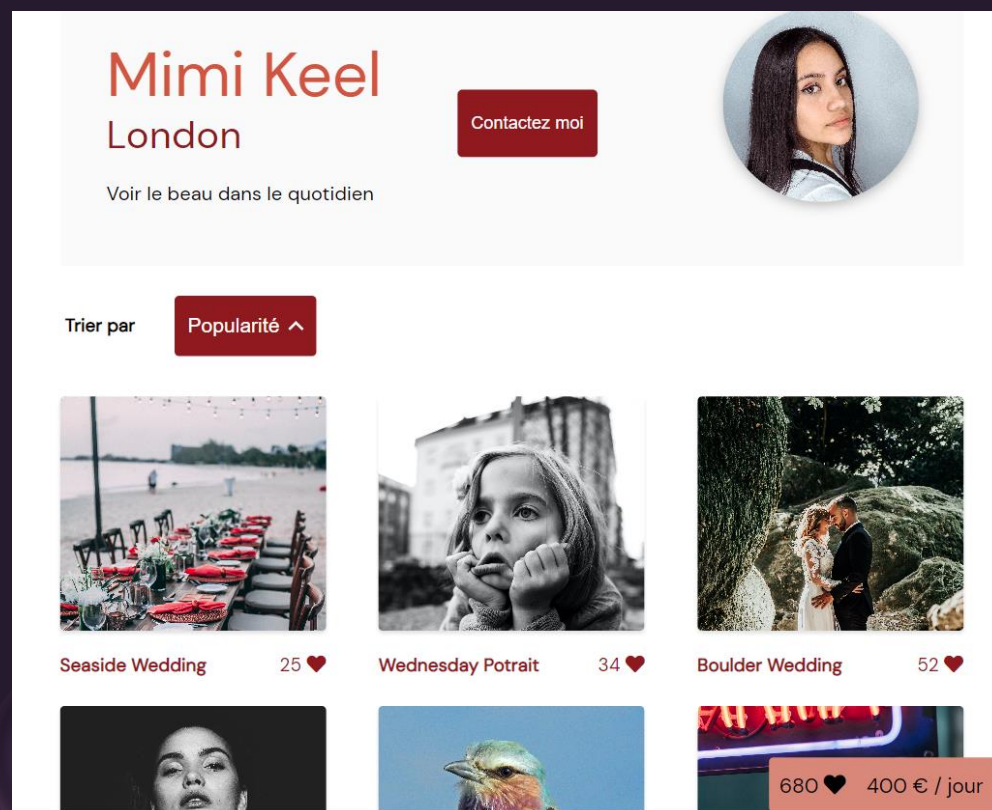 Mimi Keel
London
Contactez moi
Voir le beau dans le quotidien
Trier par Popularité
Seaside Wedding 25
Wednesday Potrait 34
Boulder Wedding 52
680 400 € / jour